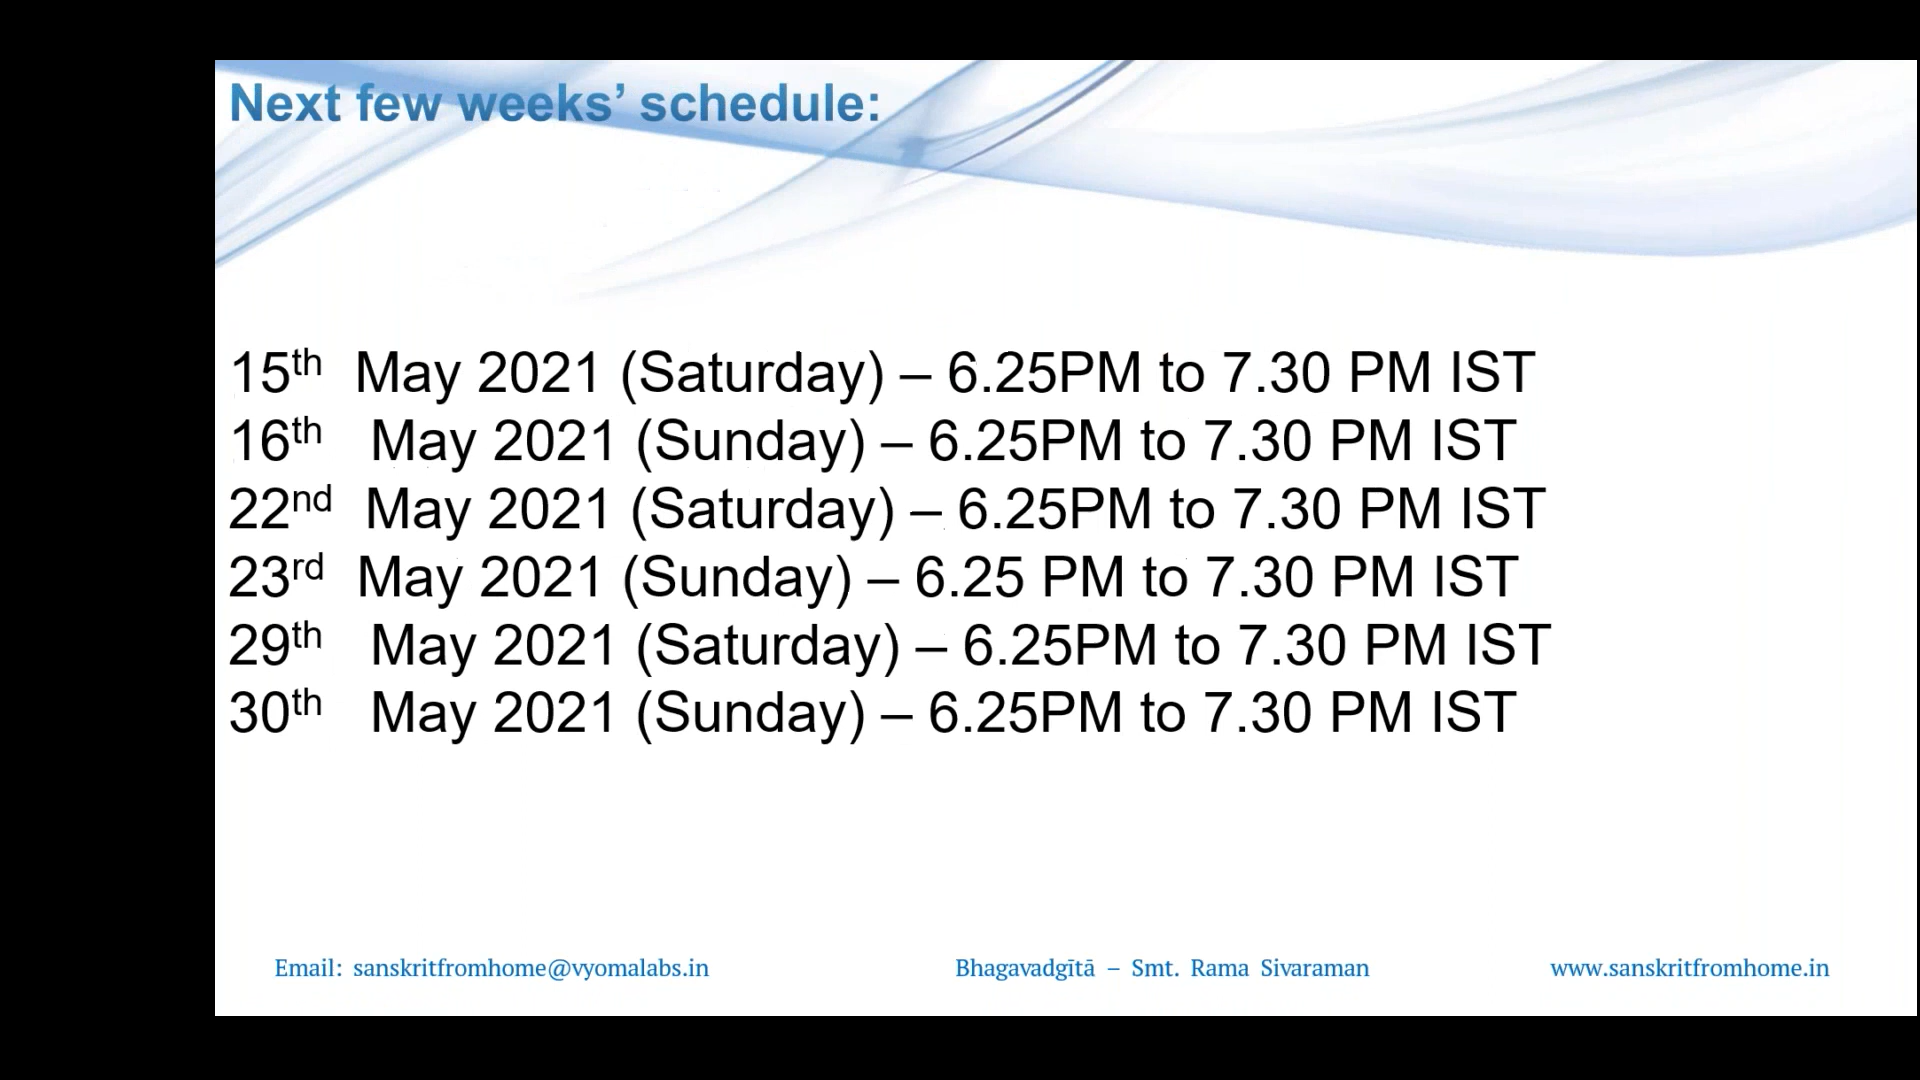 Next few weeks’ schedule:
15th May 2021 (Saturday) – 6.25PM to 7.30 PM IST
16th May 2021 (Sunday) – 6.25PM to 7.30 PM IST
22nd May 2021 (Saturday) – 6.25PM to 7.30 PM IST
23rd May 2021 (Sunday) – 6.25 PM to 7.30 PM IST
29th May 2021 (Saturday) – 6.25PM to 7.30 PM IST
30th May 2021 (Sunday) – 6.25PM to 7.30 PM IST
Email: sanskritfromhome@vyomalabs.in Bhagavadgītā – Smt. Rama Sivaraman www.sanskritfromhome.in